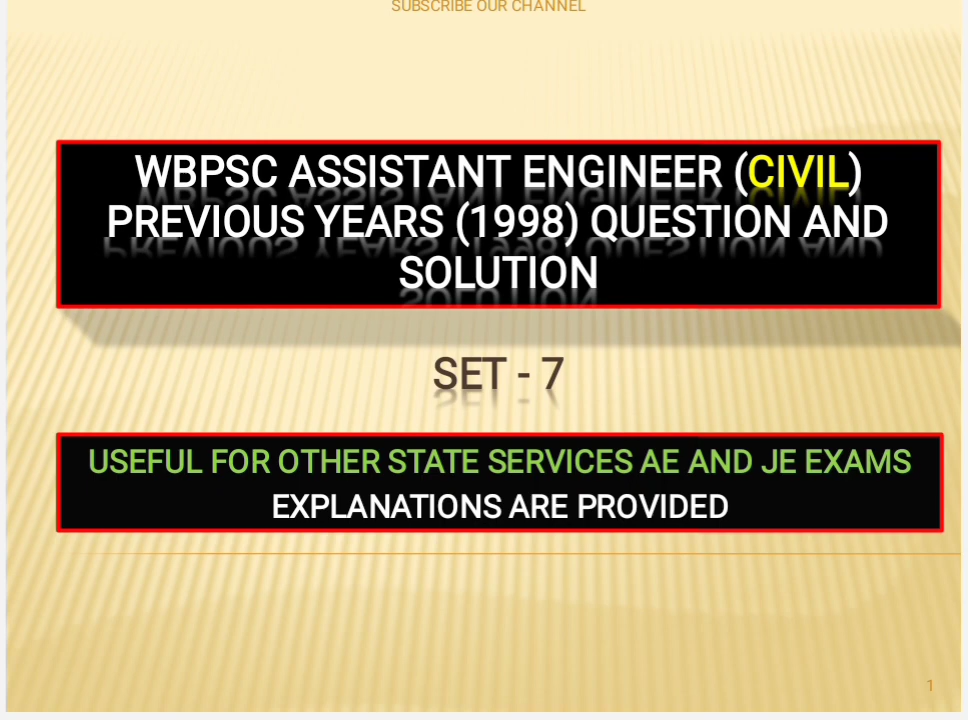 SUBSCRIBE OUR CHANNEL
WBPSC ASSISTANT ENGINEER (CIVIL)
PREVIOUS YEARS (1998) QUESTION AND
SOLUTION
SET - 7
USEFUL FOR OTHER STATE SERVICES AE AND JE EXAMS
EXPLANATIONS ARE PROVIDED
1